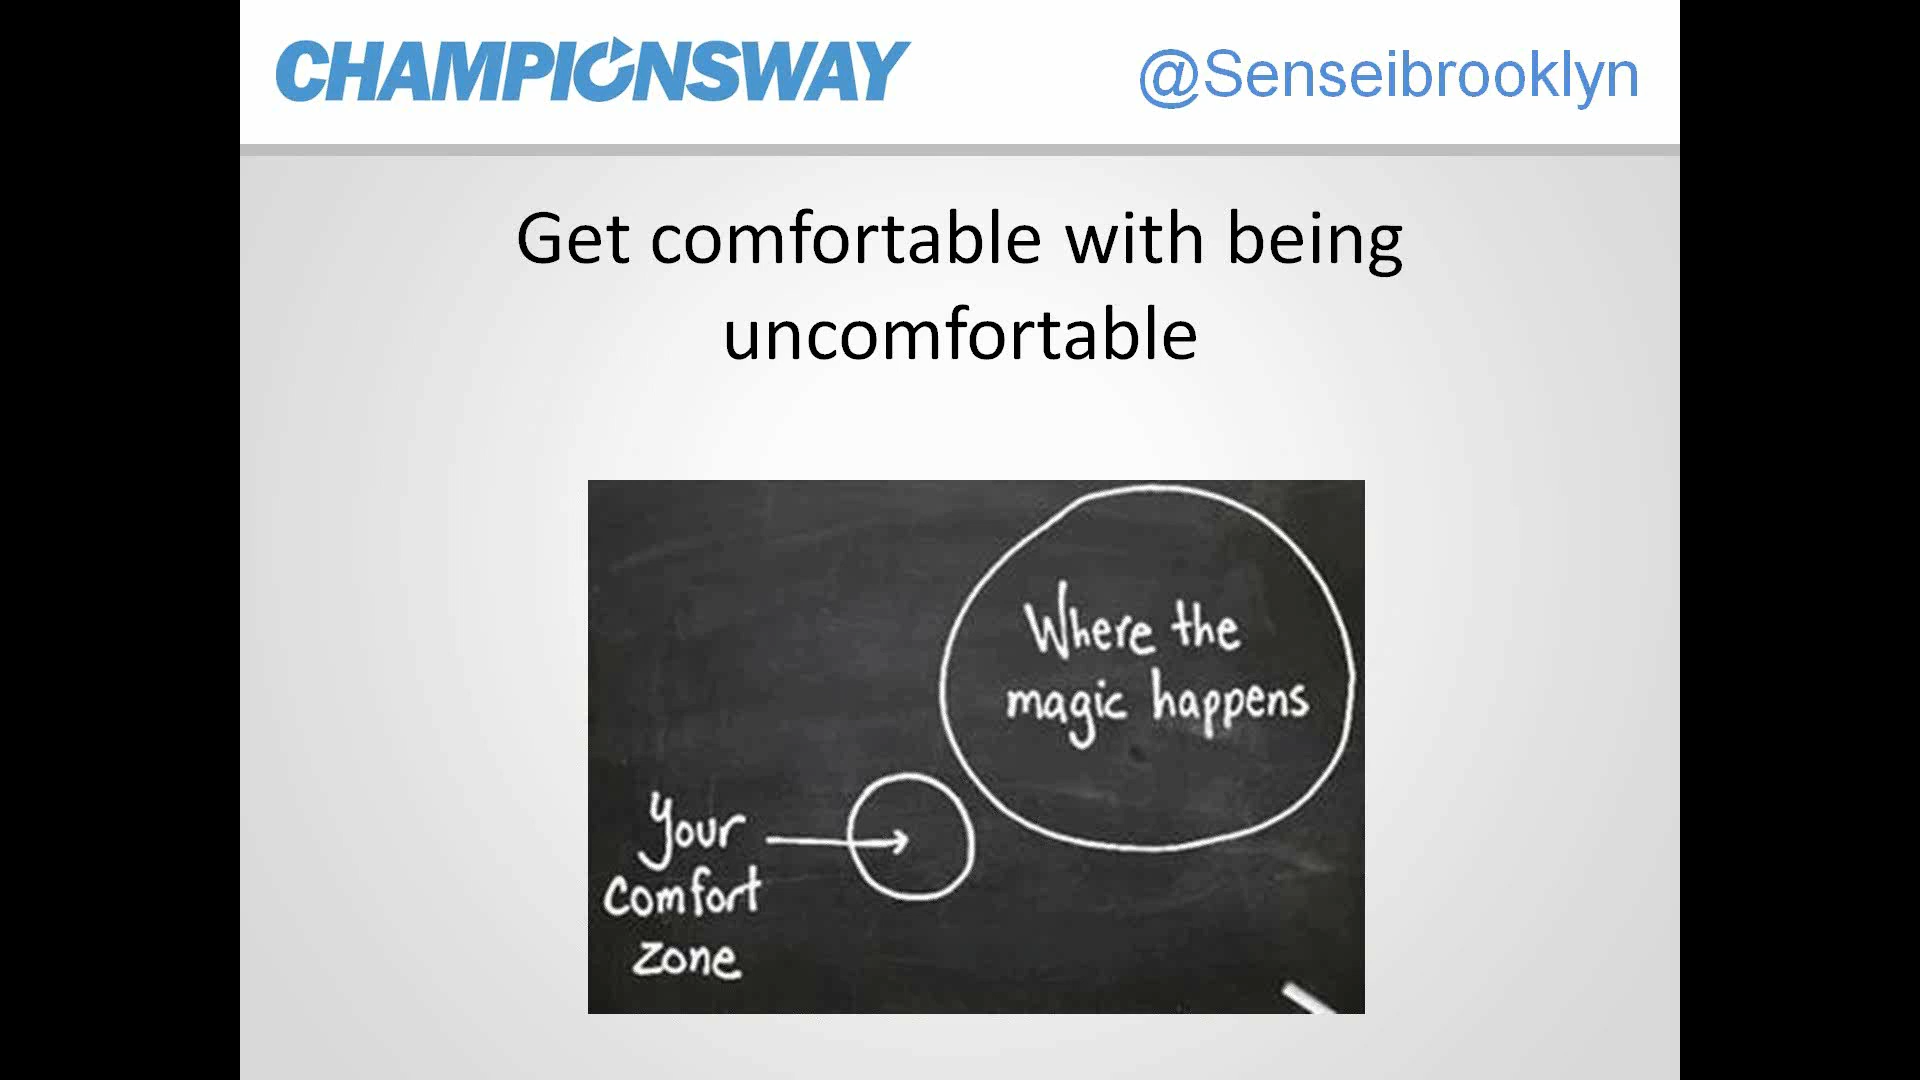 CHAMPIONSWAY
@Senseibrooklyn
Get comfortable with being
uncomfortable
Where the
magic happens
Your
comfort
zone